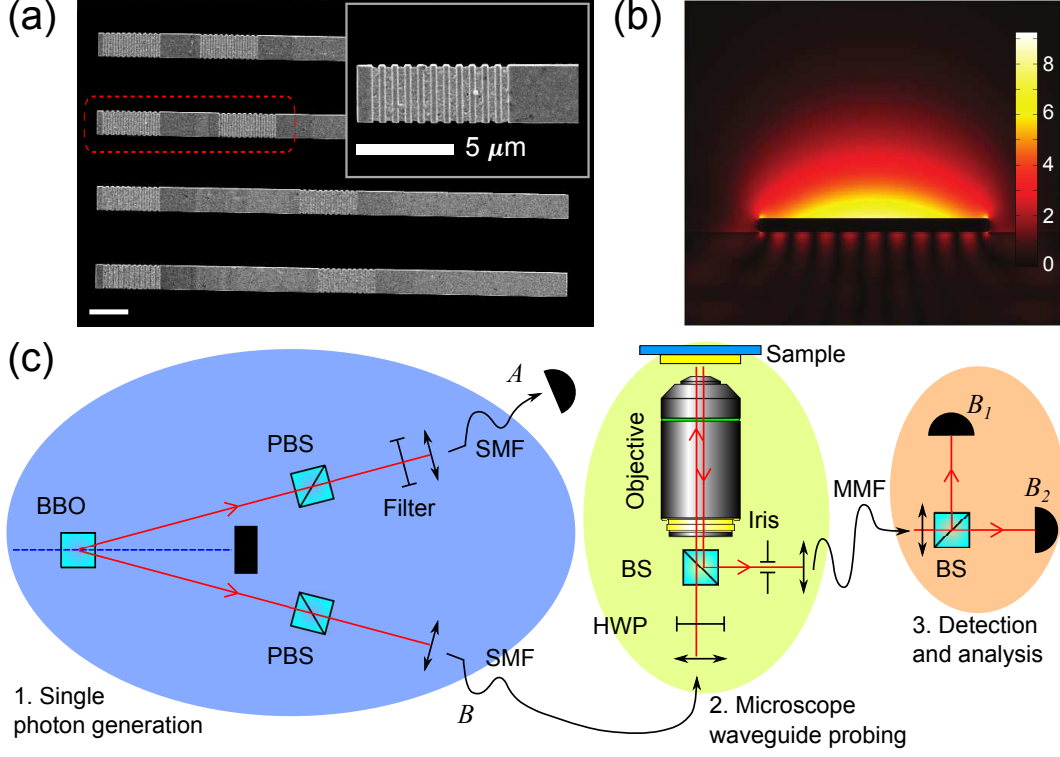 (a)
5 μm
(b)
8
6
4
2
0
(c)
A
PBS
SMF
Filter
BBO
PBS
SMF
B
1. Single
photon generation
Sample
Objective
Iris
BS
HWP
2. Microscope
waveguide probing
MMF
B1
B2
BS
3. Detection
and analysis